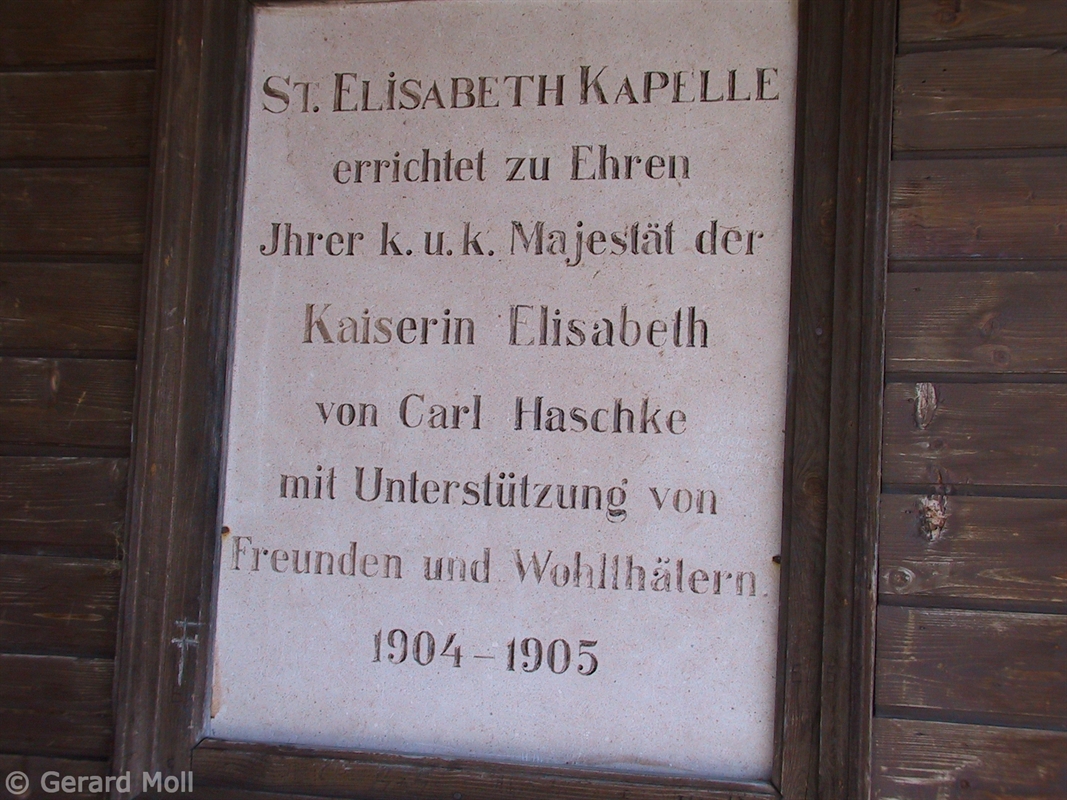 ST. ELISABETH KAPELLE
errichtet zu Ehren
Jhrer k. u. k. Majestät der
Kaiserin Elisabeth
von Carl Haschke
mit Unterstützung von
Freunden und Wohlthätern.
1904 – 1905
© Gerard Moll